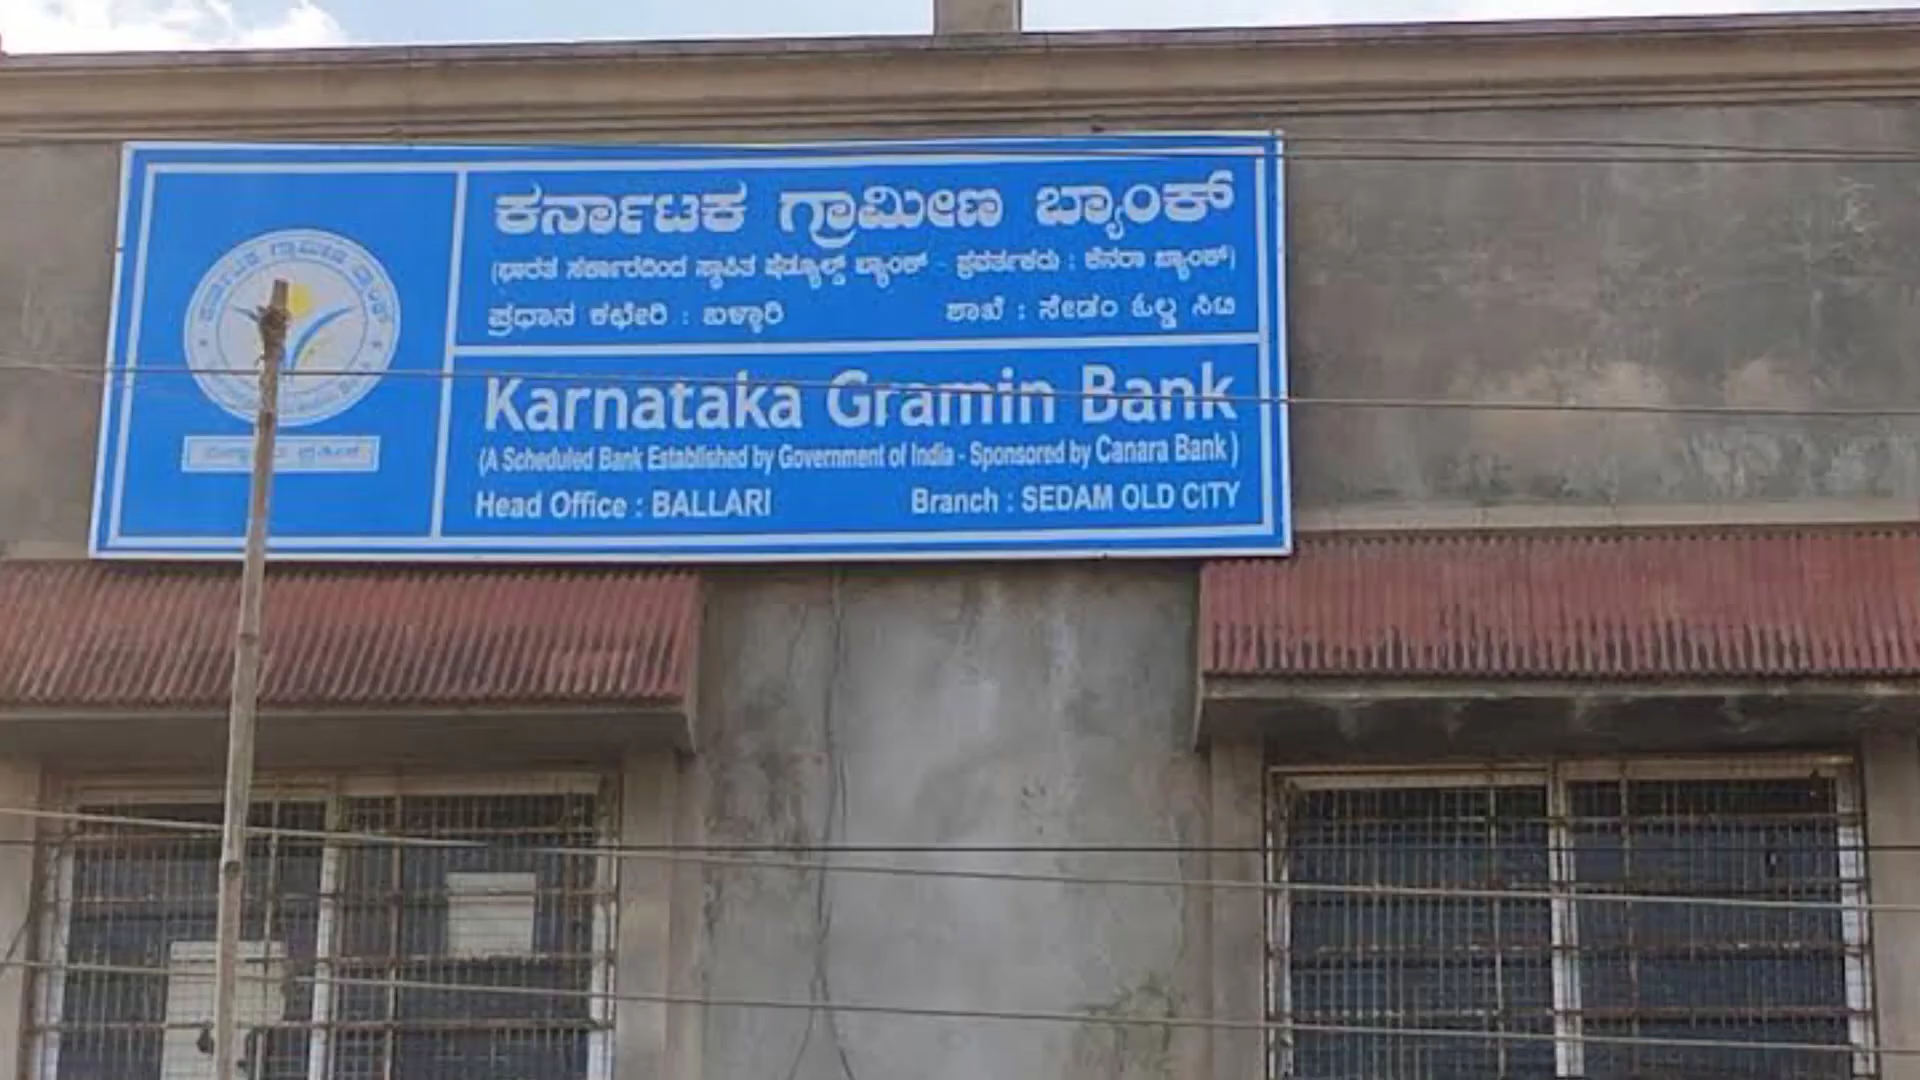 ಕರ್ನಾಟಕ ಗ್ರಾಮೀಣ ಬ್ಯಾಂಕ್
(ಭಾರತ ಸರ್ಕಾರದಿಂದ ಸ್ಥಾಪಿತ ಷೆಡ್ಯೂಲ್ಡ್ ಬ್ಯಾಂಕ್ - ಪ್ರವರ್ತಕರು : ಕೆನರಾ ಬ್ಯಾಂಕ್)
ಪ್ರಧಾನ ಕಛೇರಿ : ಬಳ್ಳಾರಿ ಶಾಖೆ : ಸೇಡಂ ಓಲ್ಡ ಸಿಟಿ
Karnataka Gramin Bank
(A Scheduled Bank Established by Government of India - Sponsored by Canara Bank )
Head Office : BALLARI Branch : SEDAM OLD CITY